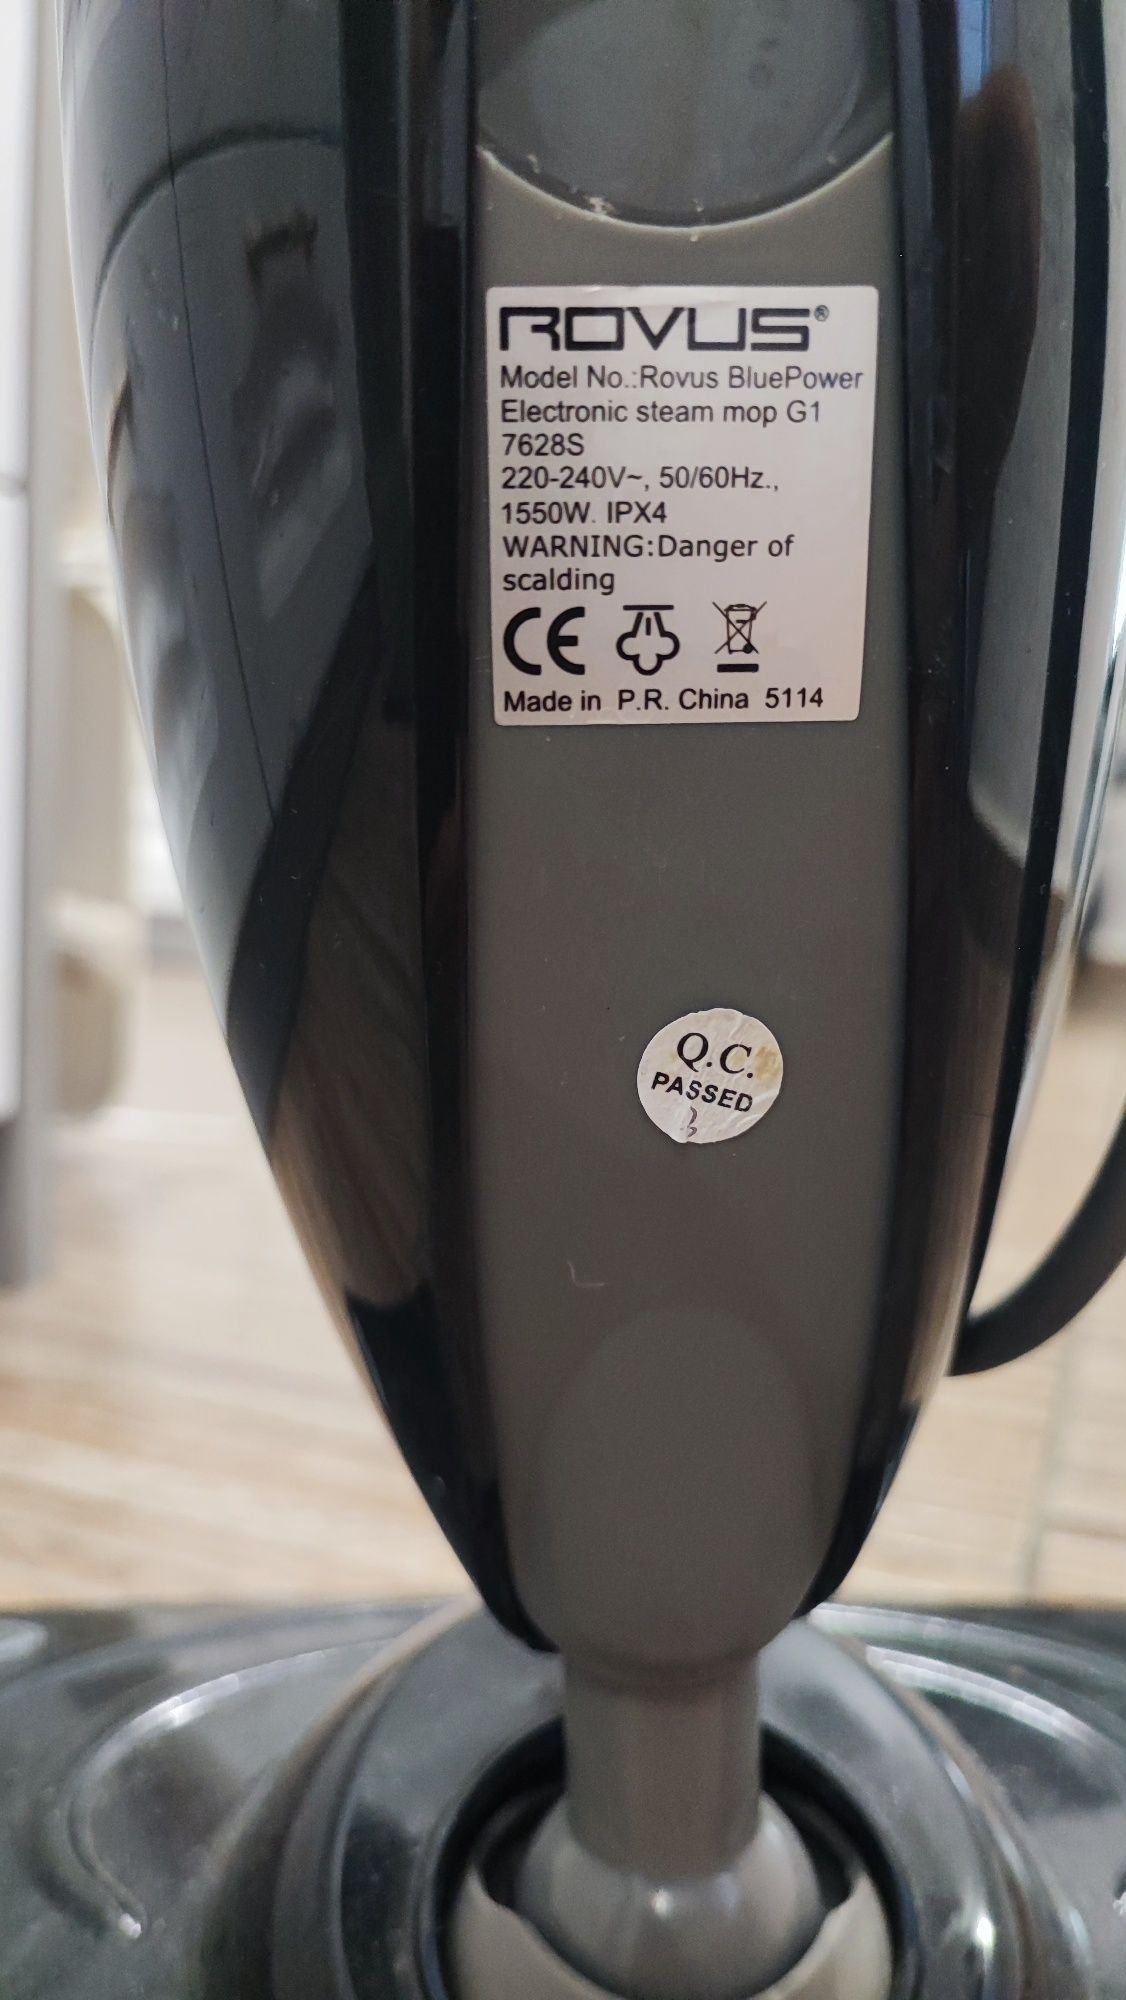 ROVUS®
Model No.:Rovus BluePower
Electronic steam mop G1
7628S
220-240V~, 50/60Hz.,
1550W. IPX4
WARNING:Danger of
scalding
CE
Made in P.R. China 5114
Q.C.
PASSED
3